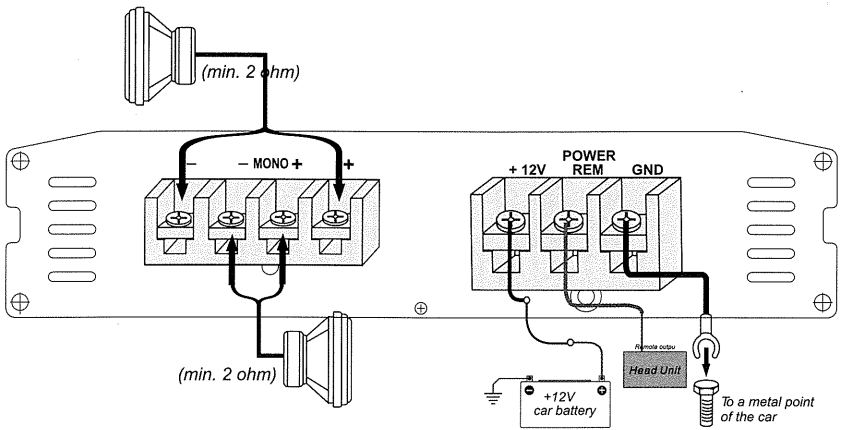 (min. 2 ohm)
− − MONO + +
+ 12V POWER REM GND
(min. 2 ohm)
Remote outpu
Head Unit
+12V
car battery
To a metal point
of the car